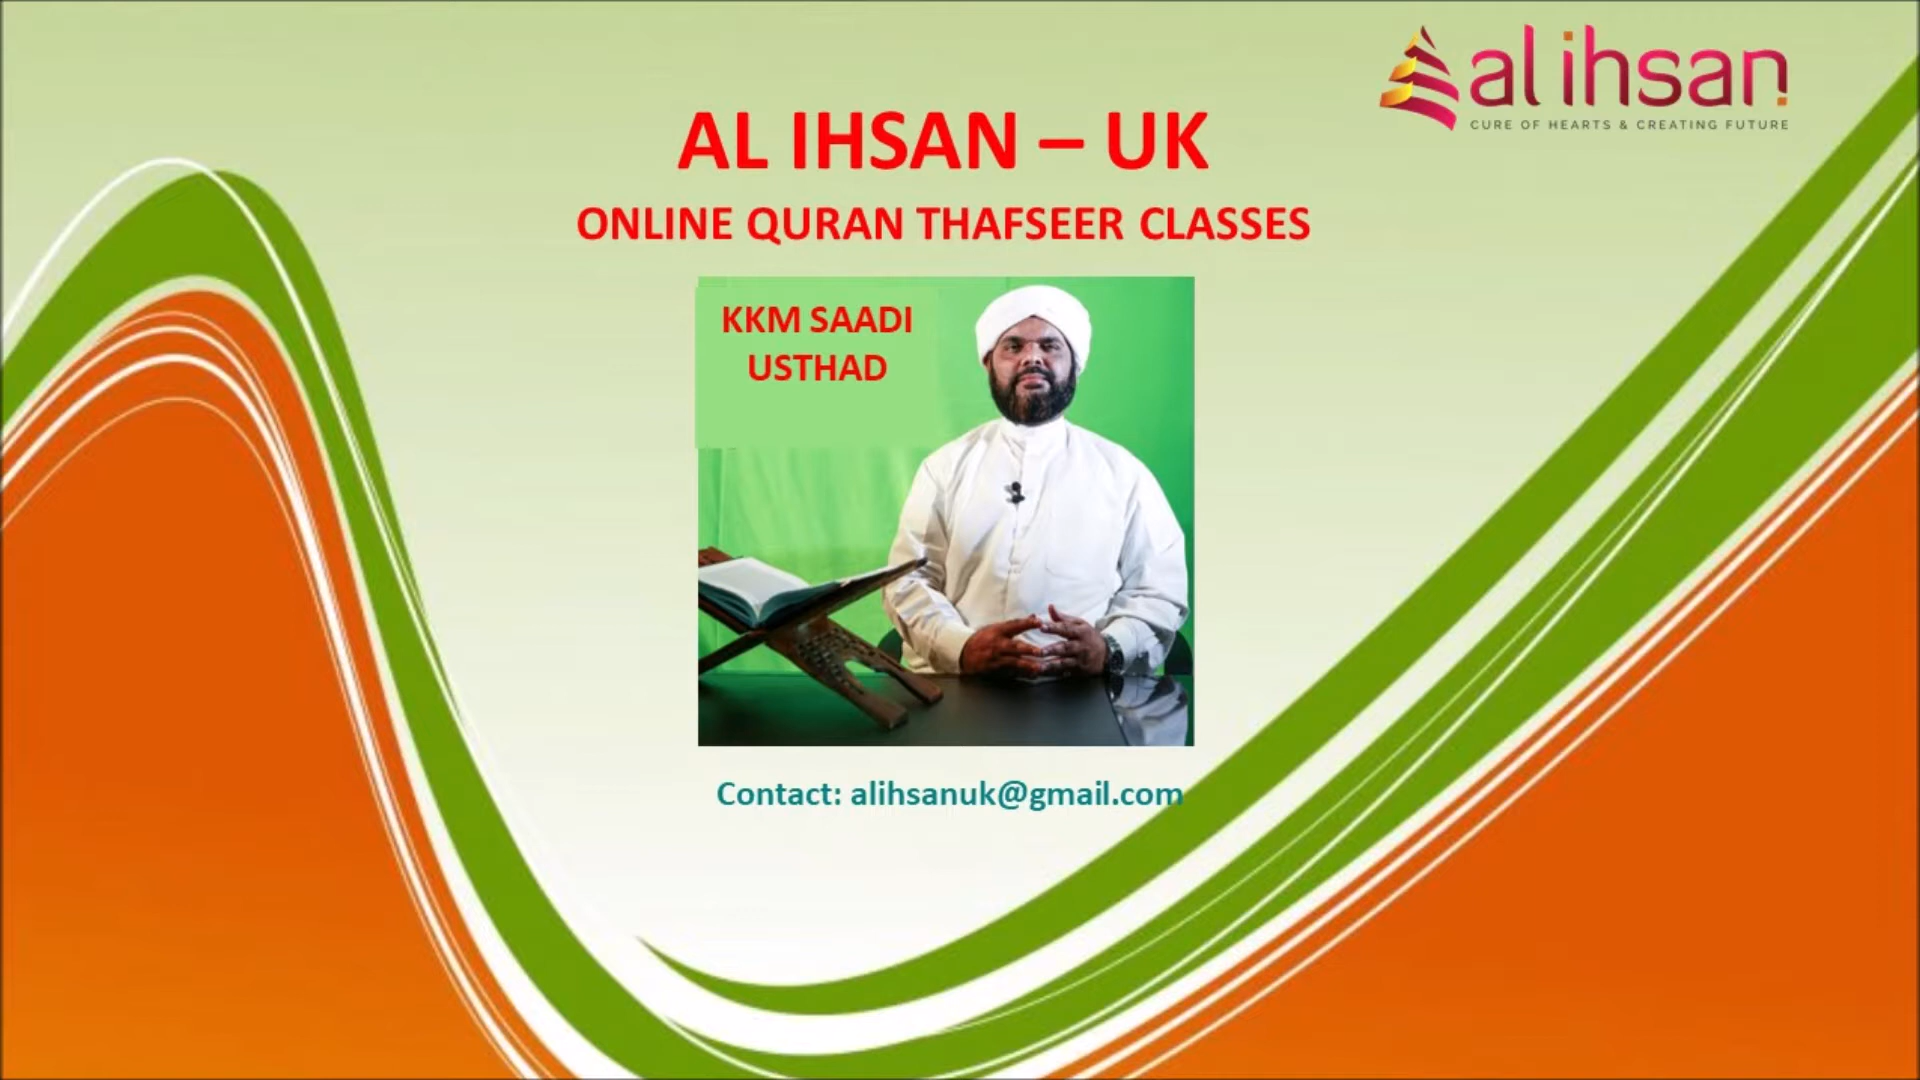 al ihsan
CURE OF HEARTS & CREATING FUTURE
AL IHSAN – UK
ONLINE QURAN THAFSEER CLASSES
KKM SAADI
USTHAD
Contact: alihsanuk@gmail.com